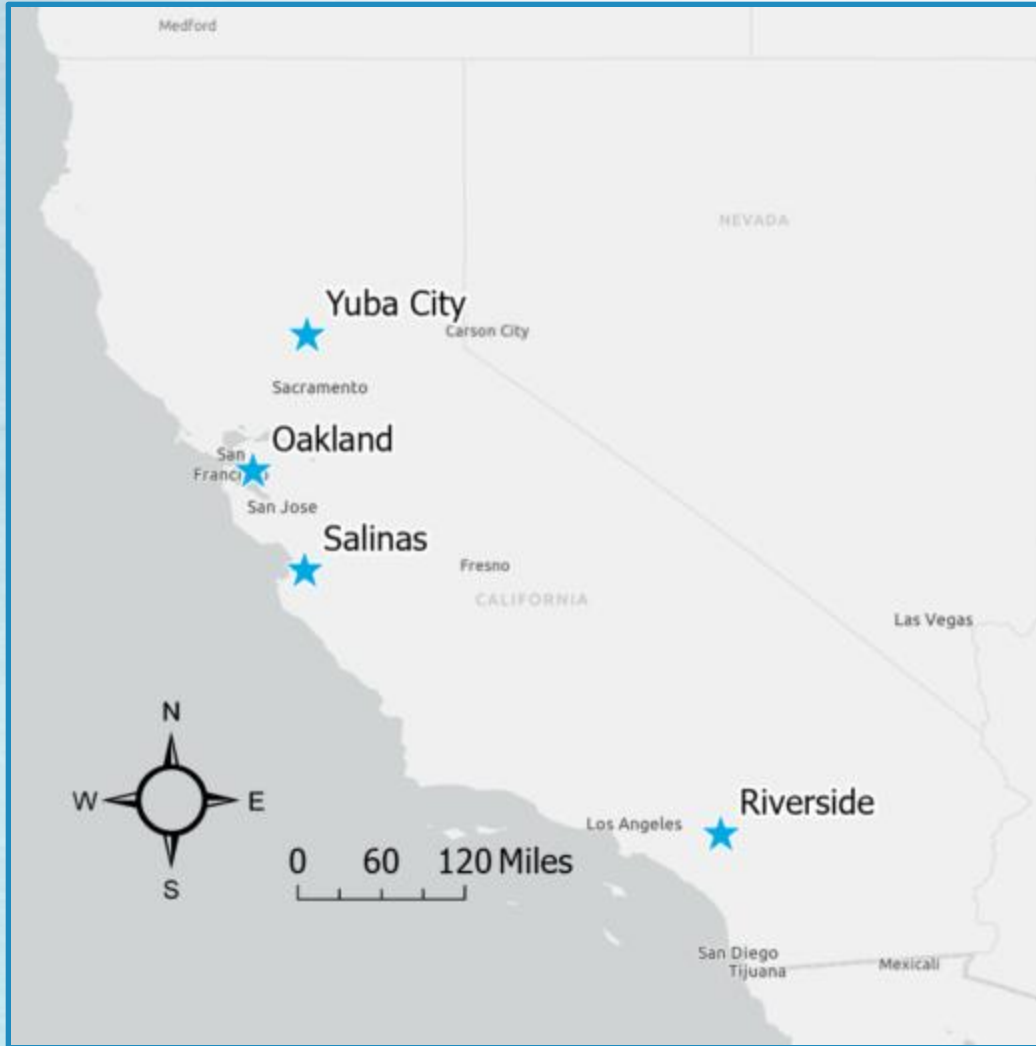 Medford
NEVADA
Yuba City
Carson City
Sacramento
Oakland
San
Francisco
San Jose
Salinas
Fresno
CALIFORNIA
Las Vegas
N
W
E
S
Riverside
Los Angeles
0 60 120 Miles
San Diego
Tijuana
Mexicali